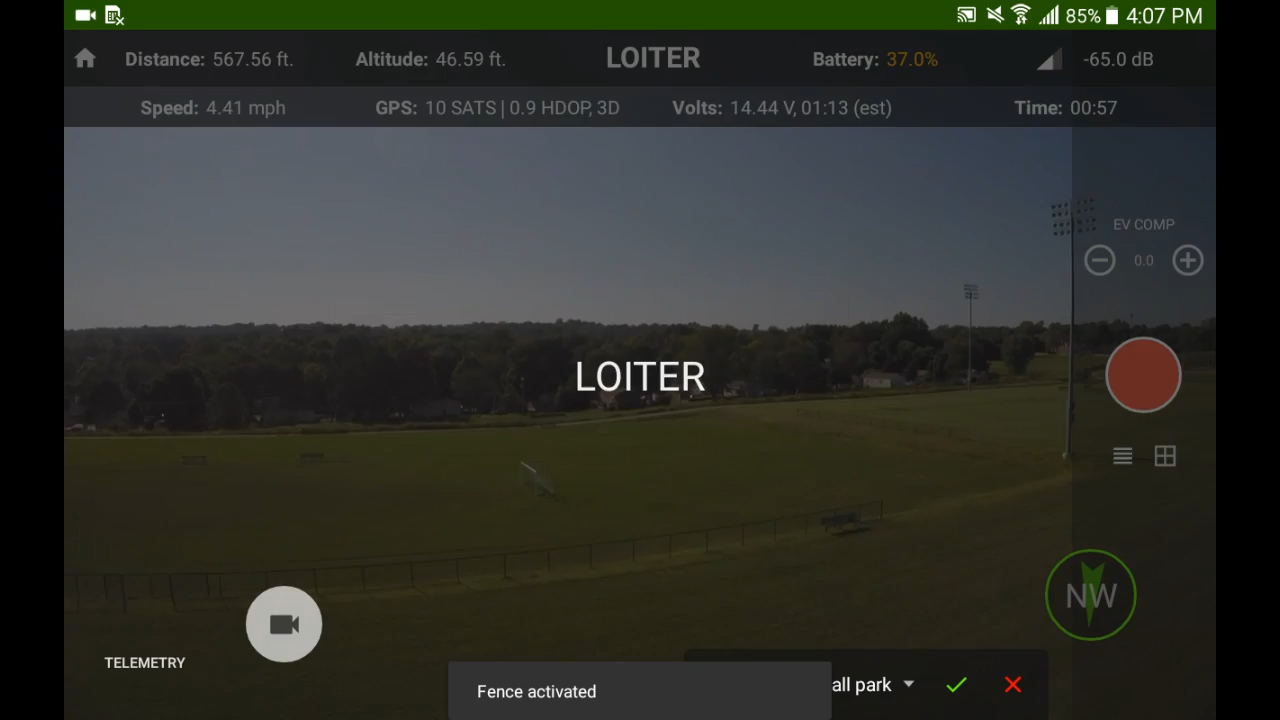 85% 4:07 PM
Distance: 567.56 ft. Altitude: 46.59 ft. LOITER Battery: 37.0% -65.0 dB
Speed: 4.41 mph GPS: 10 SATS | 0.9 HDOP, 3D Volts: 14.44 V, 01:13 (est) Time: 00:57
EV COMP
0.0
LOITER
NW
TELEMETRY
Fence activated all park